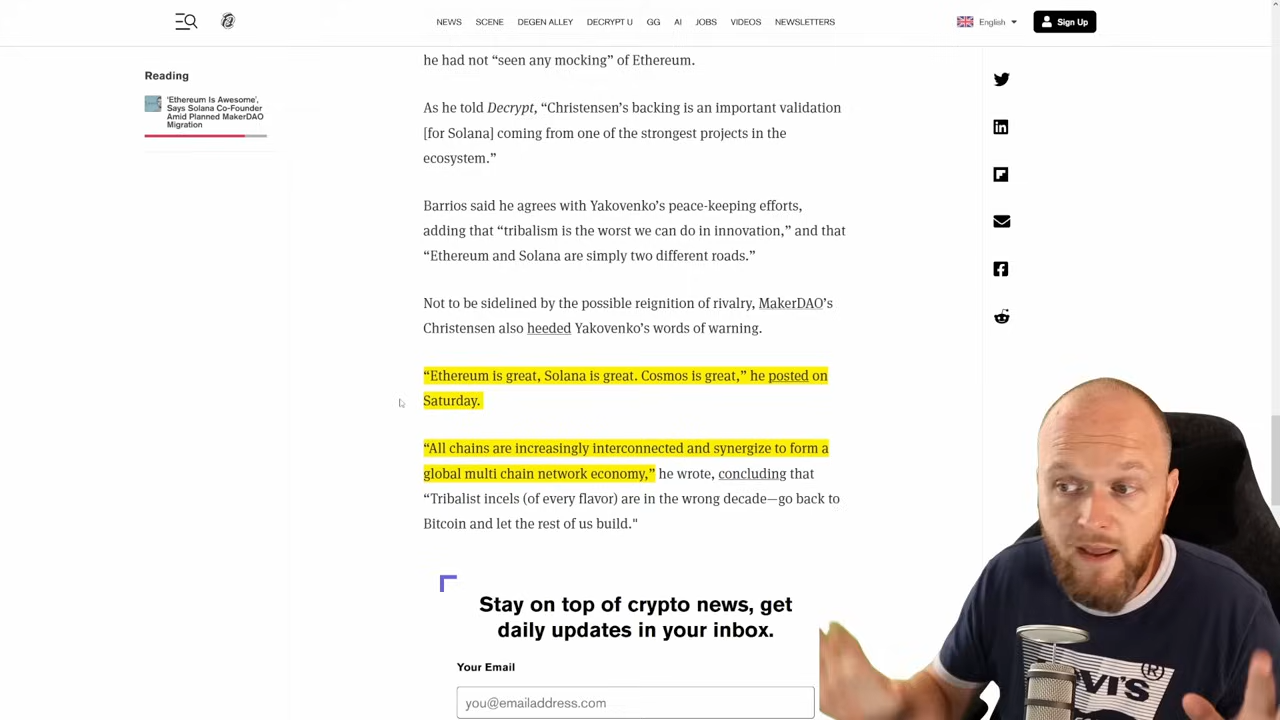 NEWS SCENE DEGEN ALLEY DECRYPT U GG AI JOBS VIDEOS NEWSLETTERS English Sign Up
Reading
'Ethereum Is Awesome',
Says Solana Co-Founder
Amid Planned MakerDAO
Migration
he had not “seen any mocking” of Ethereum.
As he told Decrypt, “Christensen’s backing is an important validation
[for Solana] coming from one of the strongest projects in the
ecosystem.”
Barrios said he agrees with Yakovenko’s peace-keeping efforts,
adding that “tribalism is the worst we can do in innovation,” and that
“Ethereum and Solana are simply two different roads.”
Not to be sidelined by the possible reignition of rivalry, MakerDAO’s
Christensen also heeded Yakovenko’s words of warning.
“Ethereum is great, Solana is great. Cosmos is great,” he posted on
Saturday.
“All chains are increasingly interconnected and synergize to form a
global multi chain network economy,” he wrote, concluding that
“Tribalist incels (of every flavor) are in the wrong decade—go back to
Bitcoin and let the rest of us build."
Stay on top of crypto news, get
daily updates in your inbox.
Your Email
you@emailaddress.com